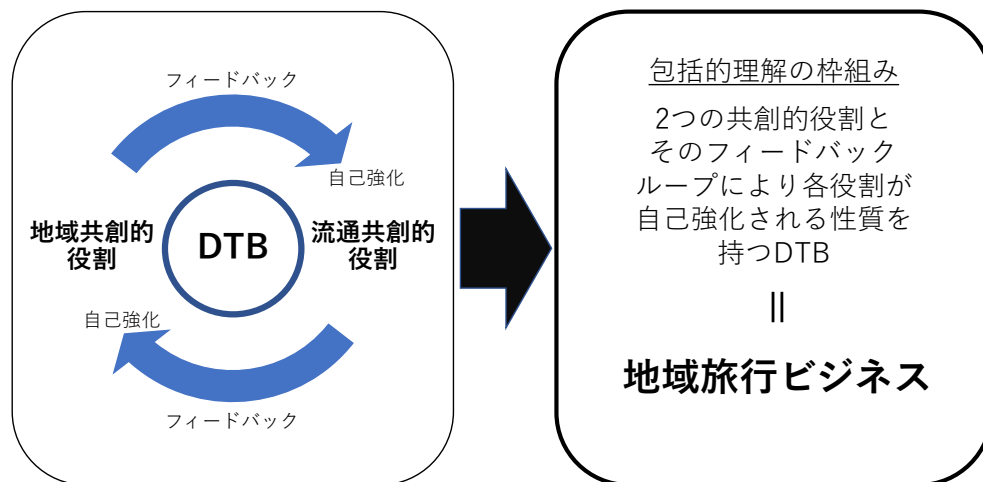 フィードバック
自己強化
地域共創的
役割
DTB
流通共創的
役割
自己強化
フィードバック
包括的理解の枠組み
2つの共創的役割と
そのフィードバック
ループにより各役割が
自己強化される性質を
持つDTB
=
地域旅行ビジネス